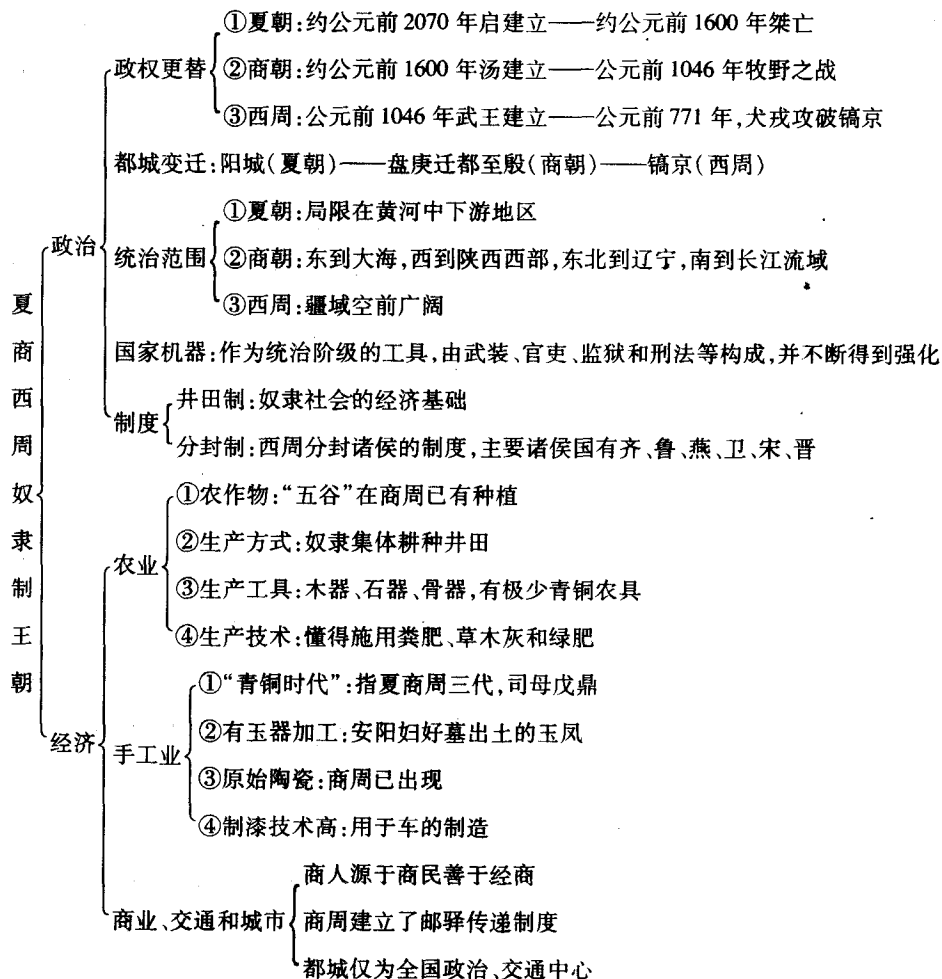 夏商西周奴隶制王朝
政治
政权更替
①夏朝:约公元前2070年启建立——约公元前1600年桀亡
②商朝:约公元前1600年汤建立——公元前1046年牧野之战
③西周:公元前1046年武王建立——公元前771年,犬戎攻破镐京
都城变迁:阳城(夏朝)——盘庚迁都至殷(商朝)——镐京(西周)
统治范围
①夏朝:局限在黄河中下游地区
②商朝:东到大海,西到陕西西部,东北到辽宁,南到长江流域
③西周:疆域空前广阔
国家机器:作为统治阶级的工具,由武装、官吏、监狱和刑法等构成,并不断得到强化
制度
井田制:奴隶社会的经济基础
分封制:西周分封诸侯的制度,主要诸侯国有齐、鲁、燕、卫、宋、晋
经济
农业
①农作物:“五谷”在商周已有种植
②生产方式:奴隶集体耕种井田
③生产工具:木器、石器、骨器,有极少青铜农具
④生产技术:懂得施用粪肥、草木灰和绿肥
手工业
①“青铜时代”:指夏商周三代,司母戊鼎
②有玉器加工:安阳妇好墓出土的玉凤
③原始陶瓷:商周已出现
④制漆技术高:用于车的制造
商业、交通和城市
商人源于商民善于经商
商周建立了邮驿传递制度
都城仅为全国政治、交通中心